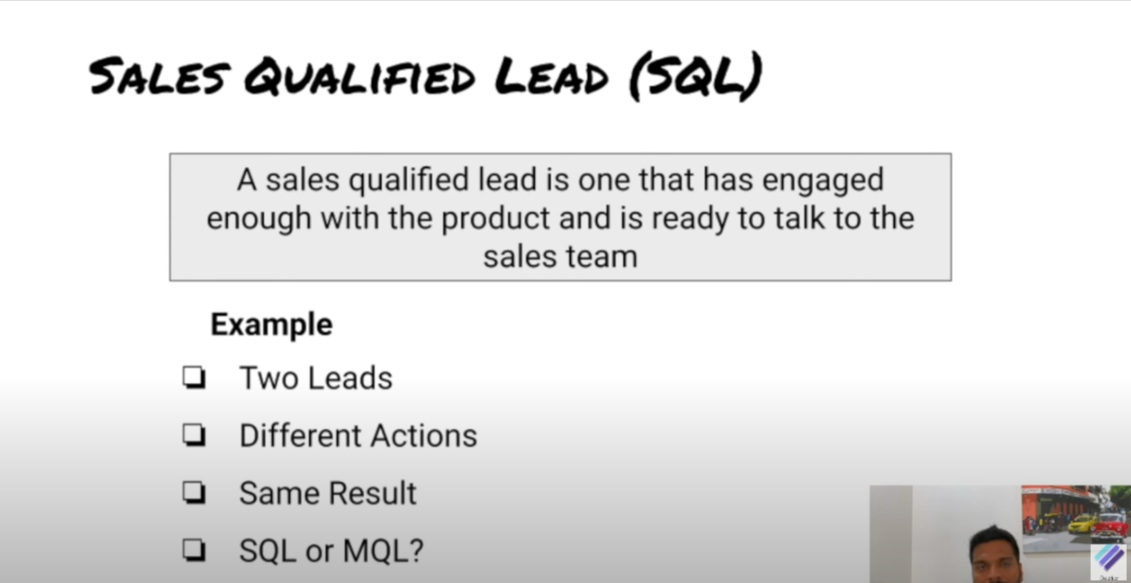 Sales Qualified Lead (SQL)
A sales qualified lead is one that has engaged
enough with the product and is ready to talk to the
sales team
Example
Two Leads
Different Actions
Same Result
SQL or MQL?